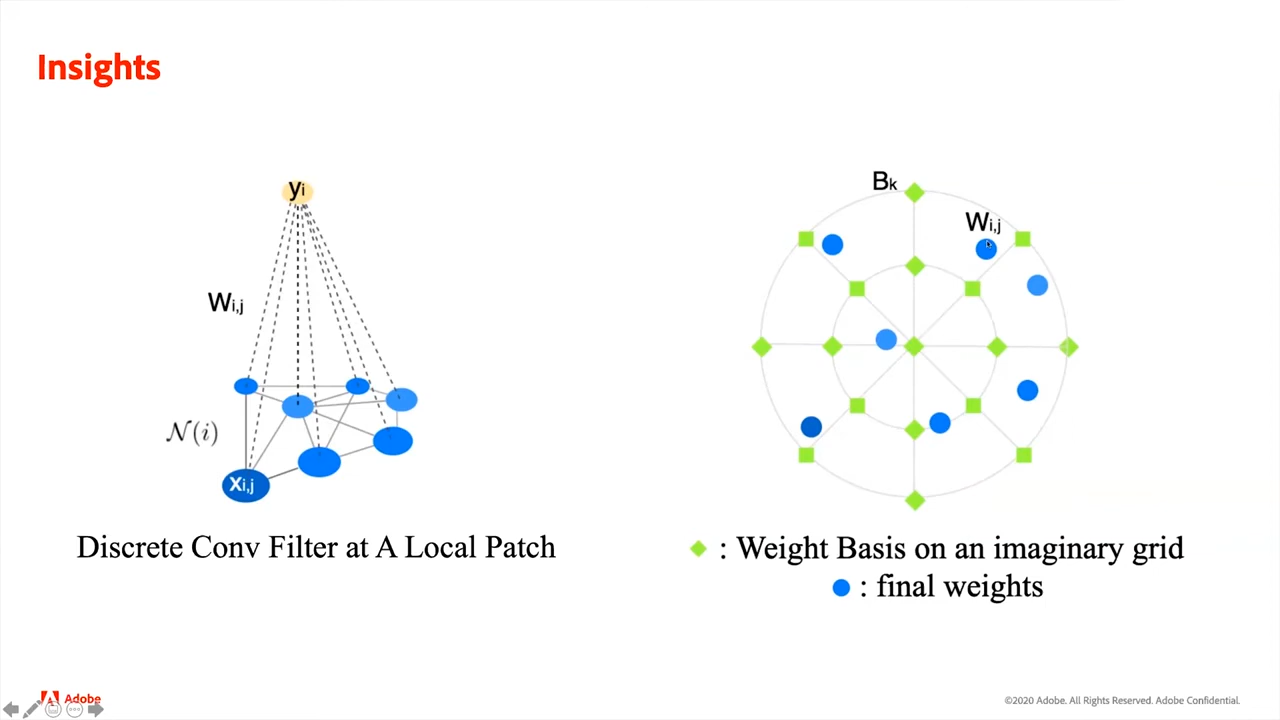 Insights
yi
Wi,j
N(i)
xi,j
Discrete Conv Filter at A Local Patch
Bk
Wi,j
: Weight Basis on an imaginary grid
: final weights
Adobe
©2020 Adobe. All Rights Reserved. Adobe Confidential.